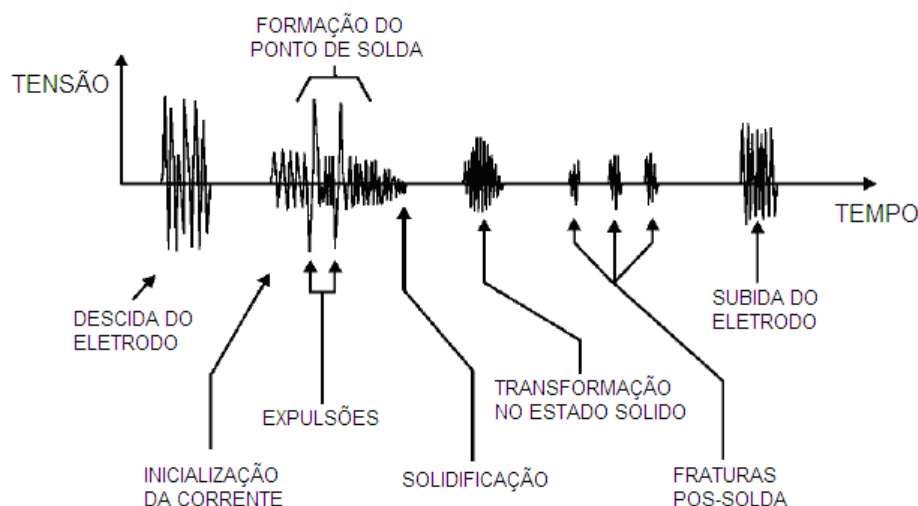 FORMAÇÃO DO
PONTO DE SOLDA
TENSÃO
TEMPO
DESCIDA DO
ELETRODO
SUBIDA DO
ELETRODO
EXPULSÕES
TRANSFORMAÇÃO
NO ESTADO SÓLIDO
INICIALIZAÇÃO
DA CORRENTE
SOLIDIFICAÇÃO
FRATURAS
POS-SOLDA